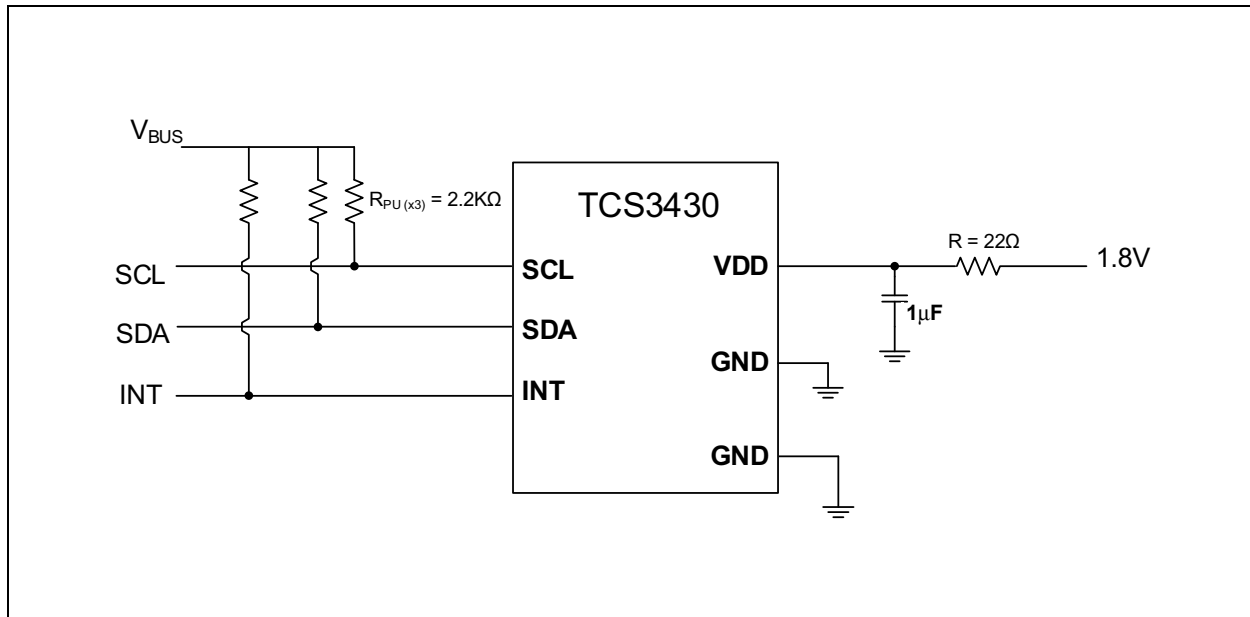 V_BUS
R_PU (x3) = 2.2KΩ
TCS3430
SCL
SCL
VDD
R = 22Ω
1.8V
1μF
SDA
SDA
GND
INT
INT
GND